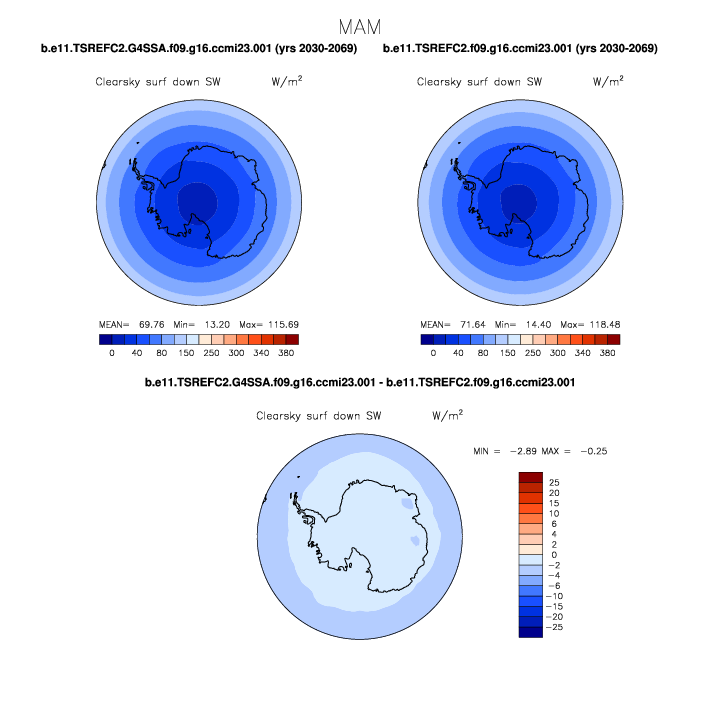 MAM
b.e11.TSREFC2.G4SSA.f09.g16.ccmi23.001 (yrs 2030-2069) b.e11.TSREFC2.f09.g16.ccmi23.001 (yrs 2030-2069)
Clearsky surf down SW W/m² Clearsky surf down SW W/m²
MEAN= 69.76 Min= 13.20 Max= 115.69 MEAN= 71.64 Min= 14.40 Max= 118.48
0 40 80 150 200 300 340 380 0 40 80 150 200 300 340 380
b.e11.TSREFC2.G4SSA.f09.g16.ccmi23.001 - b.e11.TSREFC2.f09.g16.ccmi23.001
Clearsky surf down SW W/m²
MIN = -2.89 MAX = -0.25
25
20
15
10
6
4
2
0
-2
-4
-6
-10
-15
-20
-25